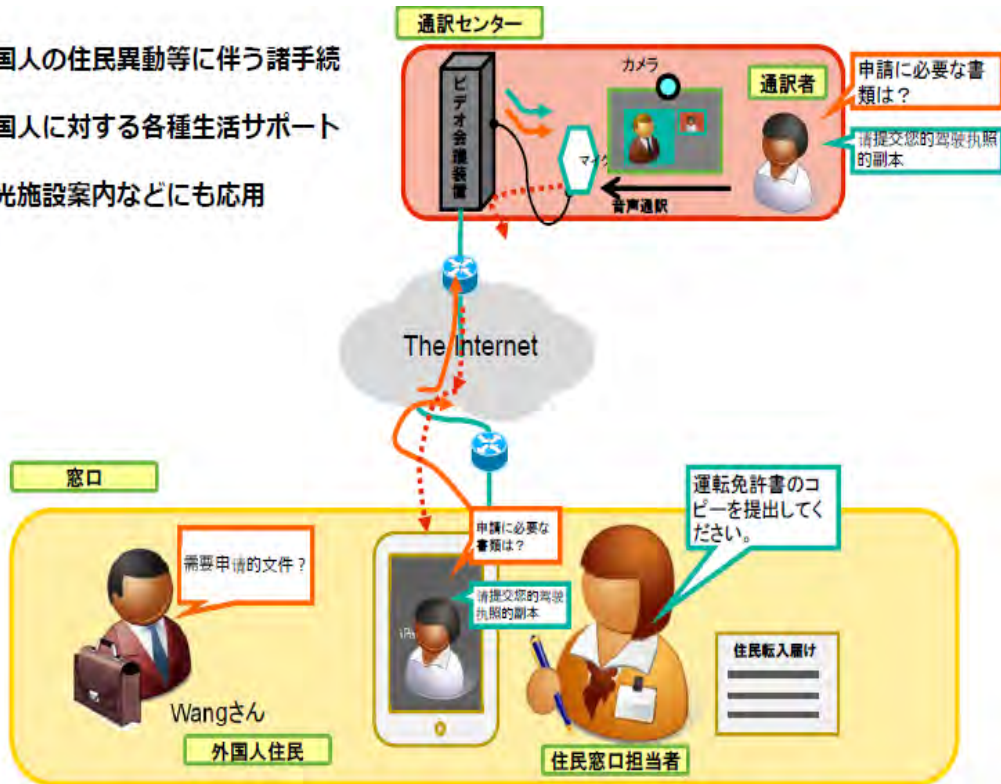 国人の住民異動等に伴う諸手続
国人に対する各種生活サポート
光施設案内などにも応用
通訳センター
ビデオ会議装置
カメラ
マイク
音声通訳
通訳者
申請に必要な書
類は？
请提交您的驾驶执照
的副本
The Internet
窓口
需要申请的文件？
Wangさん
外国人住民
申請に必要な
書類は？
请提交您的驾驶
执照的副本
運転免許書のコ
ピーを提出してく
ださい。
住民窓口担当者
住民転入届け